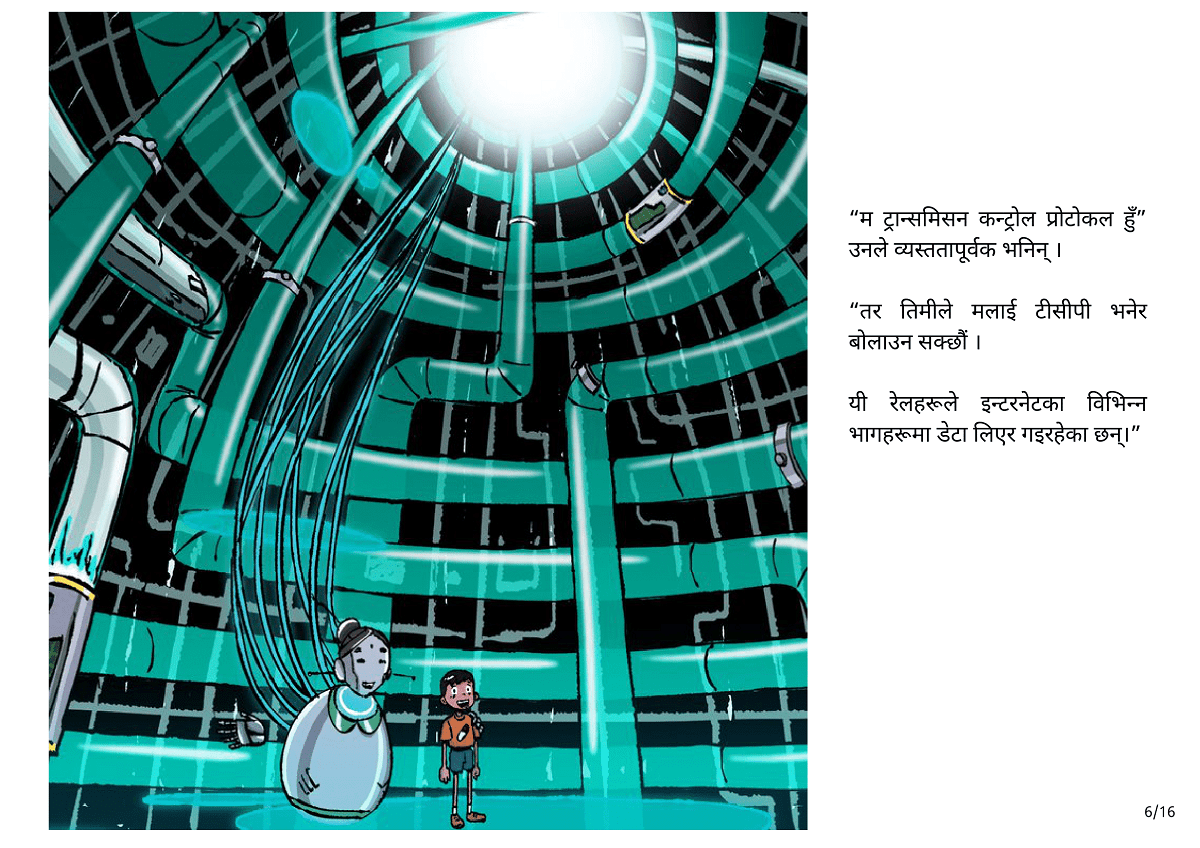 “म ट्रान्समिसन कन्ट्रोल प्रोटोकल हुँ”
उनले व्यस्ततापूर्वक भनिन् ।
“तर तिमीले मलाई टीसीपी भनेर
बोलाउन सक्छौं ।
यी रेलहरूले इन्टरनेटका विभिन्न
भागहरूमा डेटा लिएर गइरहेका छन्।”
6/16